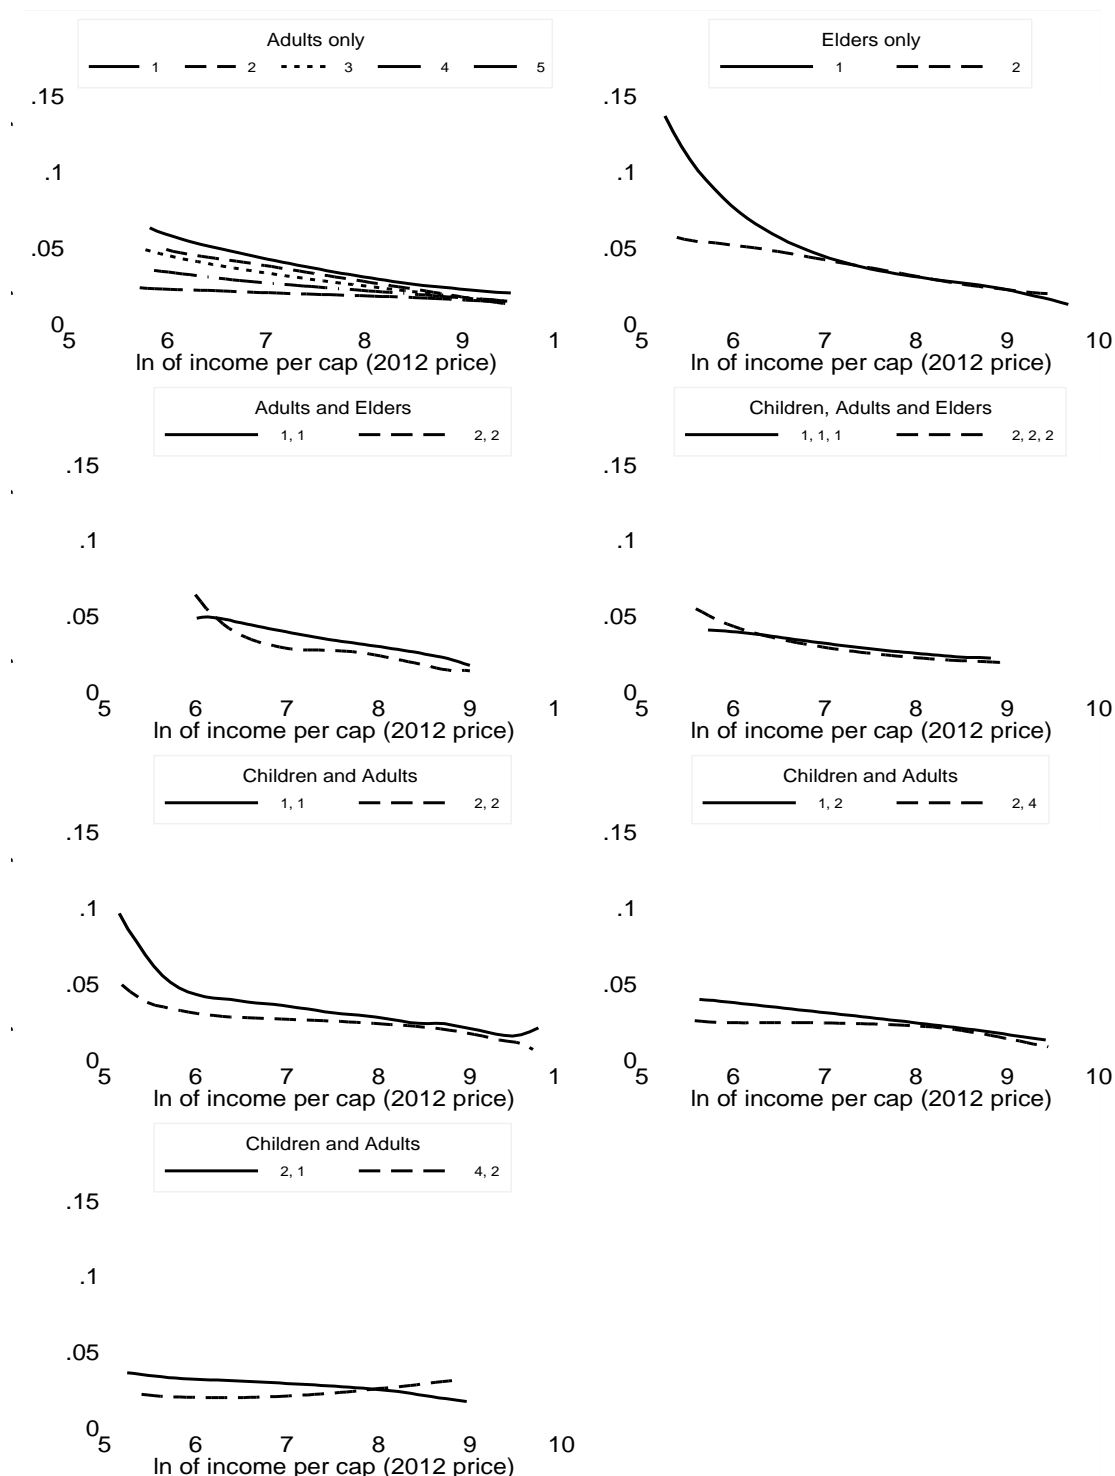 Adults only
1 2 3 4 5
.15
.1
.05
0
5 6 7 8 9 1
ln of income per cap (2012 price)
Elders only
1 2
.15
.1
.05
0
5 6 7 8 9 10
ln of income per cap (2012 price)
Adults and Elders
1, 1 2, 2
.15
.1
.05
0
5 6 7 8 9 1
ln of income per cap (2012 price)
Children, Adults and Elders
1, 1, 1 2, 2, 2
.15
.1
.05
0
5 6 7 8 9 10
ln of income per cap (2012 price)
Children and Adults
1, 1 2, 2
.15
.1
.05
0
5 6 7 8 9 1
ln of income per cap (2012 price)
Children and Adults
1, 2 2, 4
.15
.1
.05
0
5 6 7 8 9 10
ln of income per cap (2012 price)
Children and Adults
2, 1 4, 2
.15
.1
.05
0
5 6 7 8 9 10
ln of income per cap (2012 price)